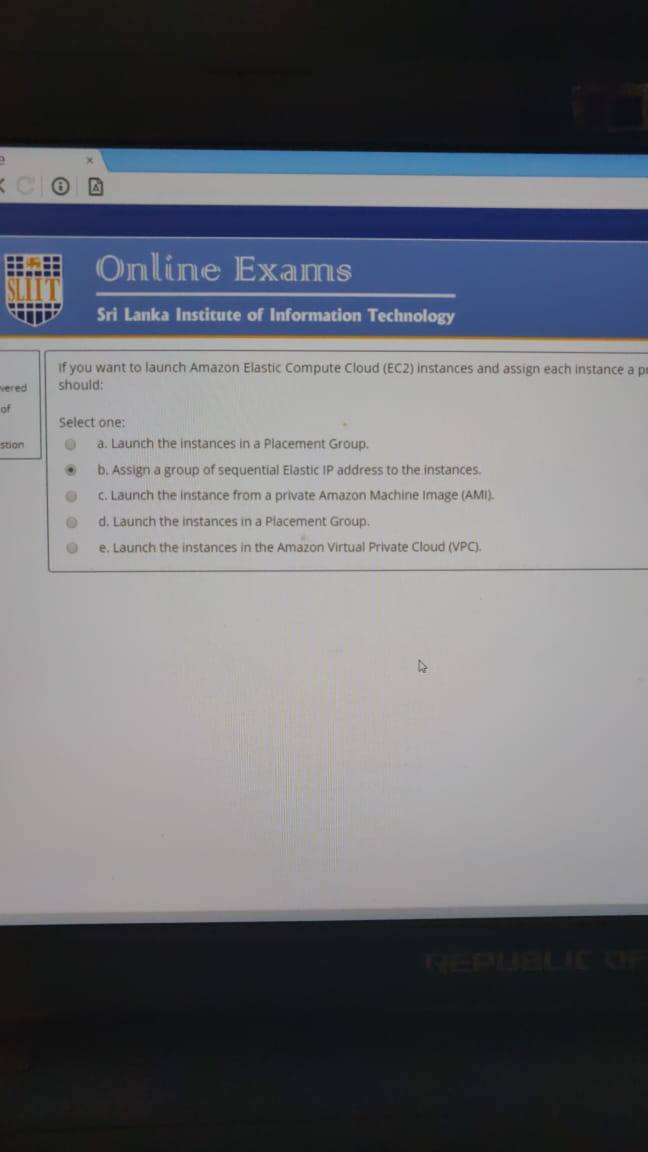 Online Exams
SLIIT
Sri Lanka Institute of Information Technology
If you want to launch Amazon Elastic Compute Cloud (EC2) instances and assign each instance a
should:
of
Select one:
a. Launch the instances in a Placement Group.
b. Assign a group of sequential Elastic IP address to the instances.
c. Launch the instance from a private Amazon Machine Image (AMI).
d. Launch the instances in a Placement Group.
e. Launch the instances in the Amazon Virtual Private Cloud (VPC).
REPUBLIC OF